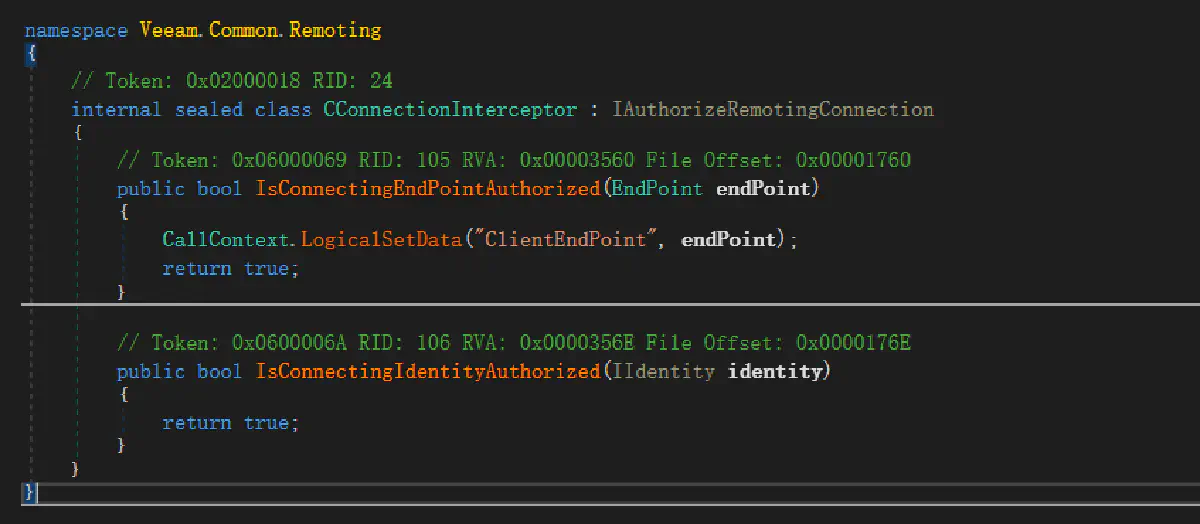 namespace Veeam.Common.Remoting
{
// Token: 0x02000018 RID: 24
internal sealed class CConnectionInterceptor : IAuthorizeRemotingConnection
{
// Token: 0x06000069 RID: 105 RVA: 0x00003560 File Offset: 0x00001760
public bool IsConnectingEndPointAuthorized(EndPoint endPoint)
{
CallContext.LogicalSetData("ClientEndPoint", endPoint);
return true;
}
// Token: 0x0600006A RID: 106 RVA: 0x0000356E File Offset: 0x0000176E
public bool IsConnectingIdentityAuthorized(IIdentity identity)
{
return true;
}
}
}